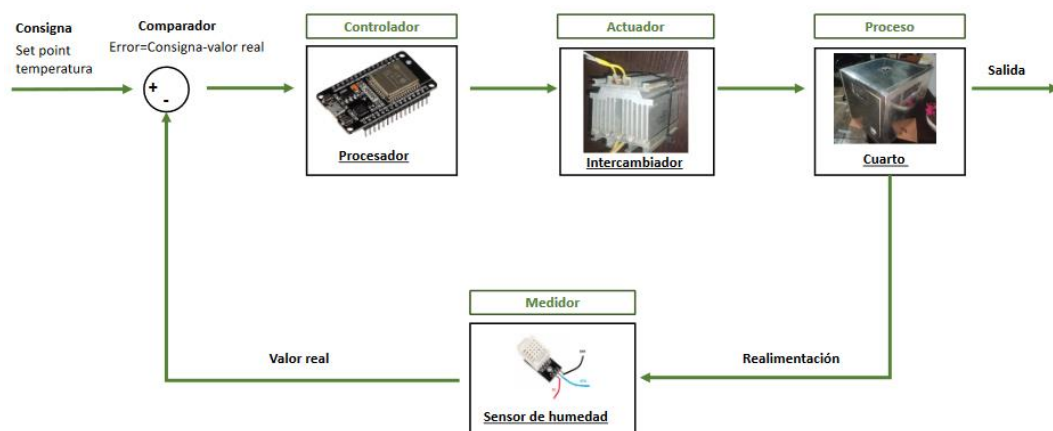 Consigna
Set point
temperatura
Comparador
Error=Consigna-valor real
+
-
Controlador
Procesador
Actuador
Intercambiador
Proceso
Cuarto
Salida
Medidor
Sensor de humedad
Valor real
Realimentación